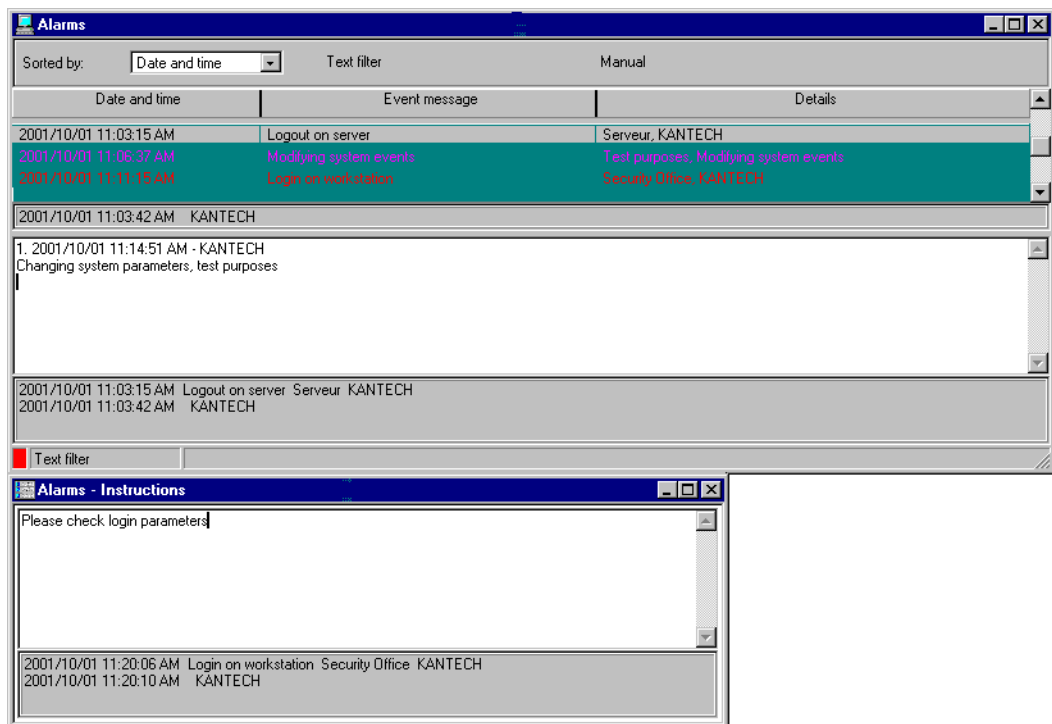 Alarms
Sorted by: Date and time Text filter Manual
Date and time Event message Details
2001/10/01 11:03:15 AM Logout on server Serveur, KANTECH
2001/10/01 11:06:37 AM Modifying system events Test purposes, Modifying system events
2001/10/01 11:11:15 AM Login on workstation Security Office, KANTECH
2001/10/01 11:03:42 AM KANTECH
1. 2001/10/01 11:14:51 AM - KANTECH
Changing system parameters, test purposes
2001/10/01 11:03:15 AM Logout on server Serveur KANTECH
2001/10/01 11:03:42 AM KANTECH
Text filter
Alarms - Instructions
Please check login parameters
2001/10/01 11:20:06 AM Login on workstation Security Office KANTECH
2001/10/01 11:20:10 AM KANTECH